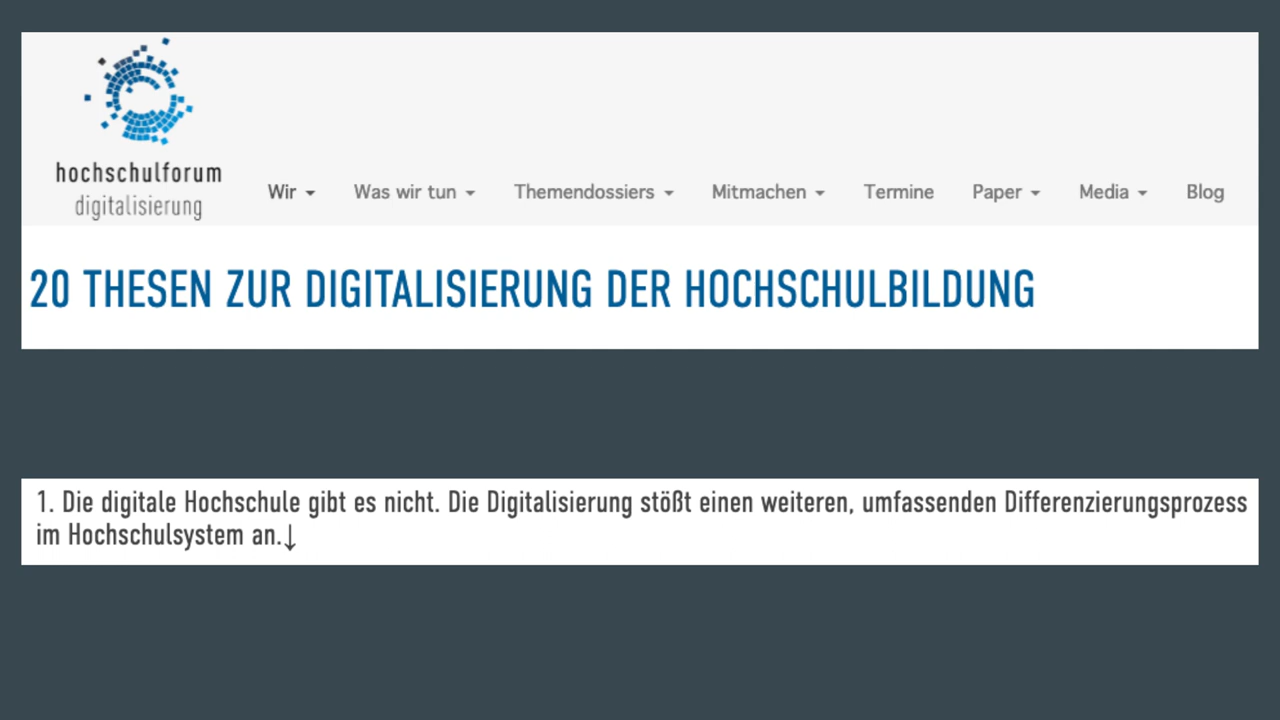 hochschulforum
digitalisierung
Wir Was wir tun Themendossiers Mitmachen Termine Paper Media Blog
20 THESEN ZUR DIGITALISIERUNG DER HOCHSCHULBILDUNG
1. Die digitale Hochschule gibt es nicht. Die Digitalisierung stößt einen weiteren, umfassenden Differenzierungsprozess
im Hochschulsystem an.↓